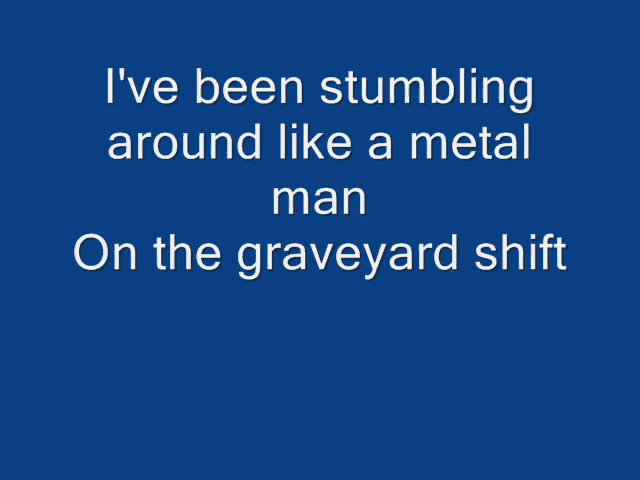 I've been stumbling
around like a metal
man
On the graveyard shift